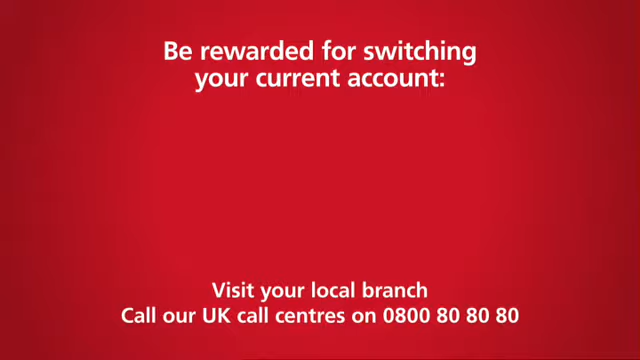 Be rewarded for switching
your current account:
Visit your local branch
Call our UK call centres on 0800 80 80 80